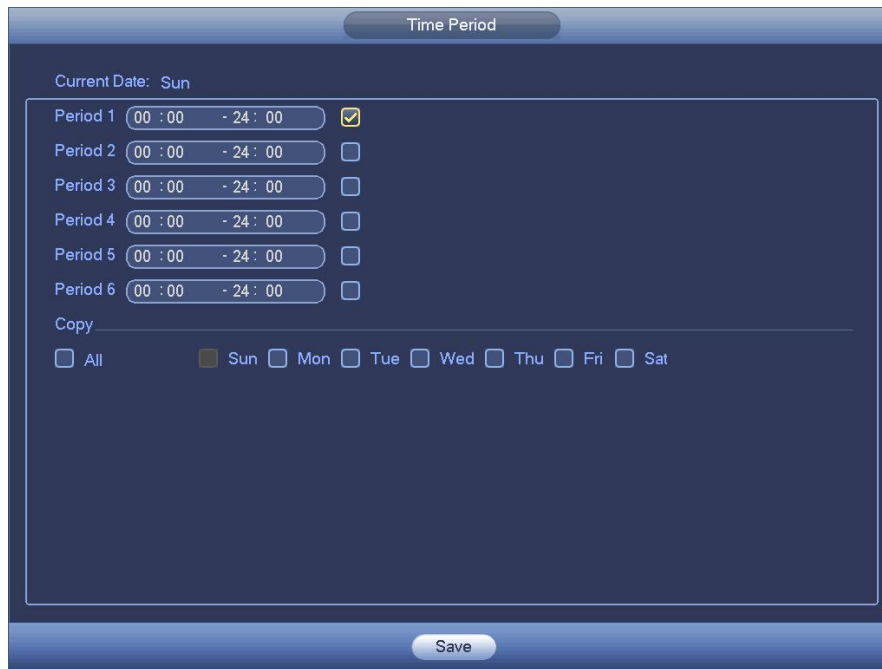 Time Period
Current Date: Sun
Period 1 00 :00 - 24 : 00
Period 2 00 :00 - 24 : 00
Period 3 00 :00 - 24 : 00
Period 4 00 :00 - 24 : 00
Period 5 00 :00 - 24 : 00
Period 6 00 :00 - 24 : 00
Copy
All Sun Mon Tue Wed Thu Fri Sat
Save